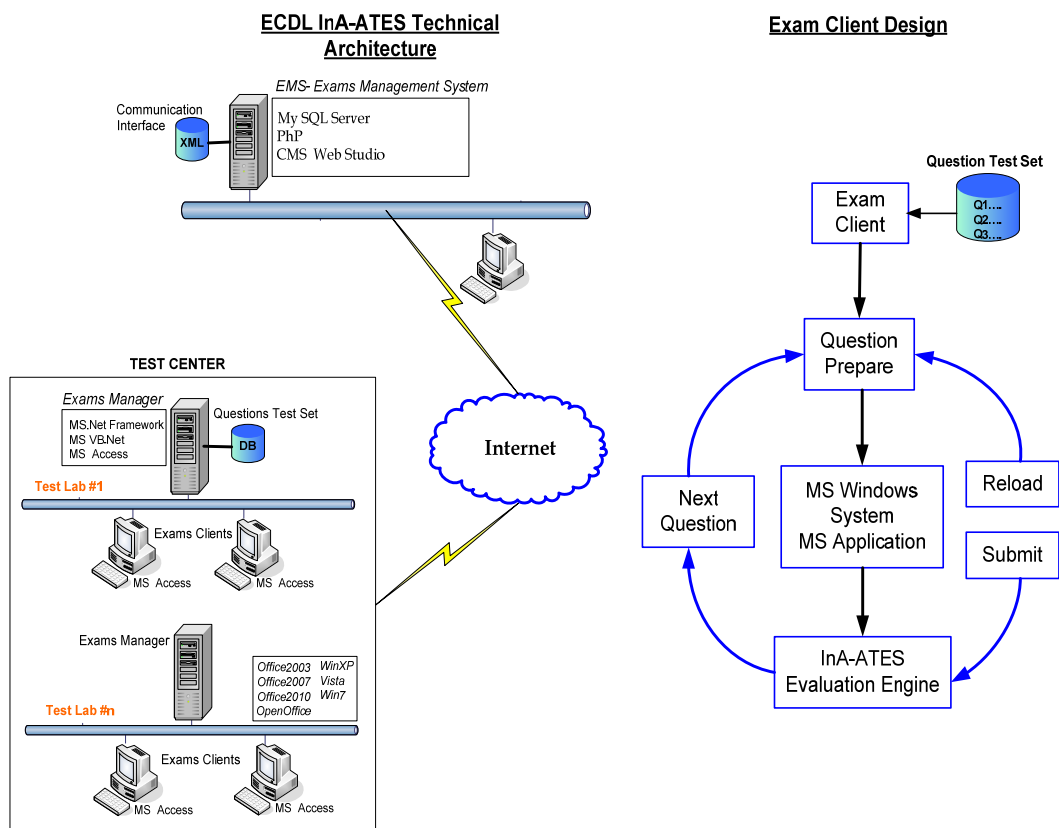 ECDL InA-ATES Technical
Architecture
EMS- Exams Management System
Communication
Interface
XML
My SQL Server
PhP
CMS Web Studio
TEST CENTER
Exams Manager
MS.Net Framework
MS VB.Net
MS Access
Questions Test Set
DB
Test Lab #1
Exams Clients
MS Access
MS Access
Exams Manager
Office2003 WinXP
Office2007 Vista
Office2010 Win7
OpenOffice
Test Lab #n
Exams Clients
MS Access
MS Access
Internet
Exam Client Design
Question Test Set
Q1....
Q2....
Q3....
Exam
Client
Question
Prepare
Next
Question
MS Windows
System
MS Application
Reload
Submit
InA-ATES
Evaluation Engine